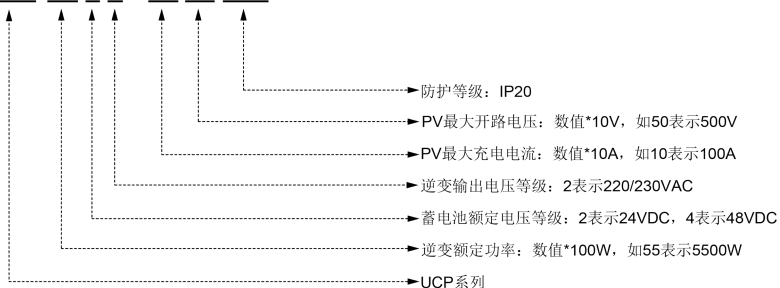 防护等级：IP20
PV最大开路电压：数值*10V，如50表示500V
PV最大充电电流：数值*10A，如10表示100A
逆变输出电压等级：2表示220/230VAC
蓄电池额定电压等级：2表示24VDC，4表示48VDC
逆变额定功率：数值*100W，如55表示5500W
UCP系列